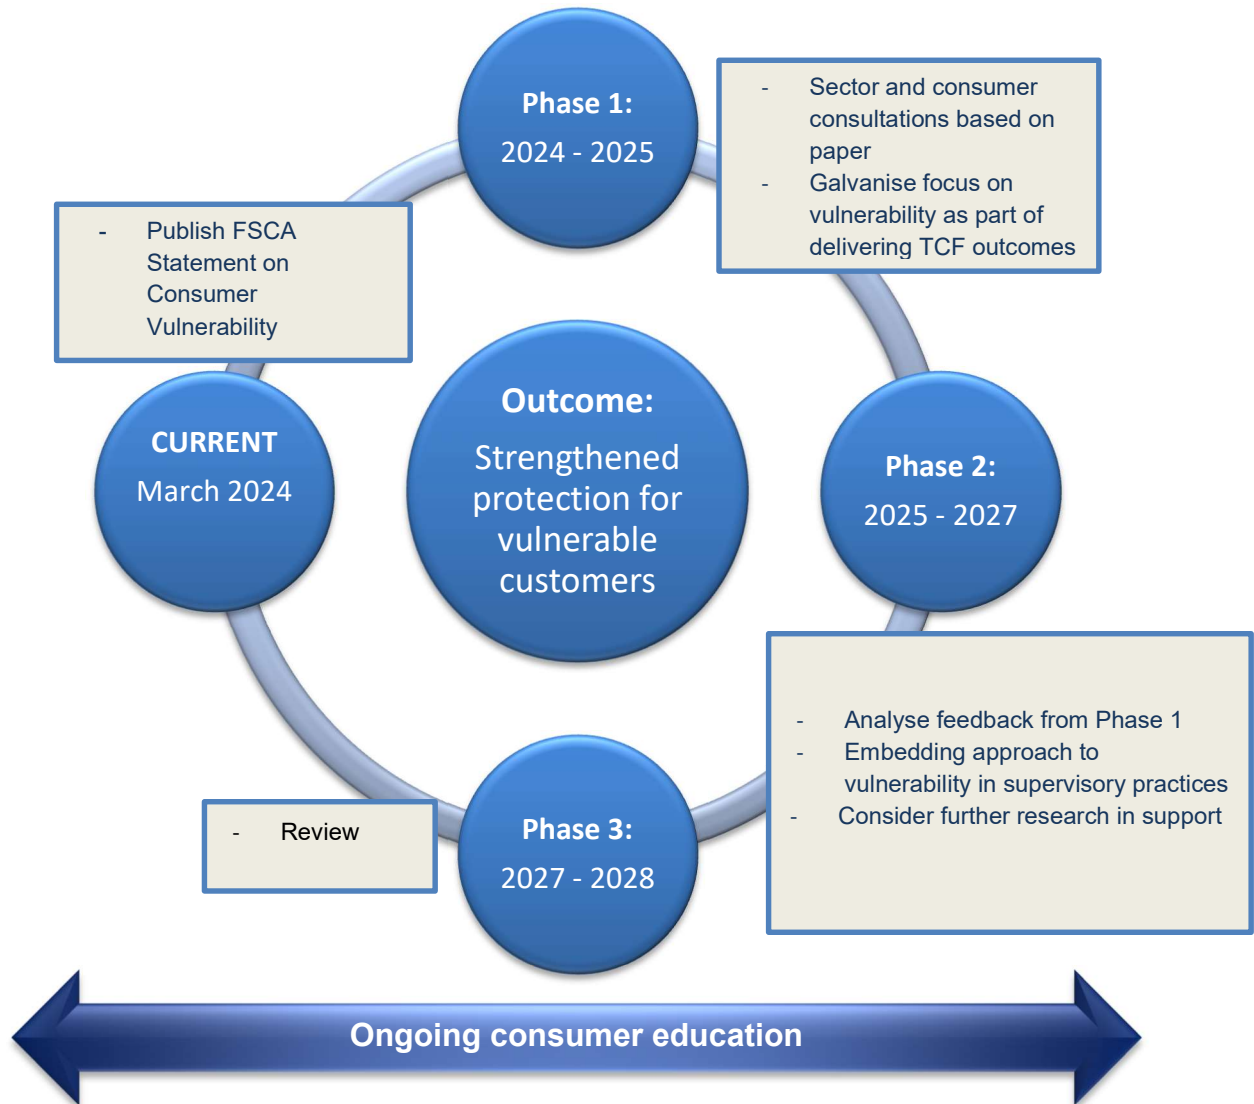 Phase 1:
2024 - 2025
- Sector and consumer
consultations based on
paper
- Galvanise focus on
vulnerability as part of
delivering TCF outcomes
- Publish FSCA
Statement on
Consumer
Vulnerability
CURRENT
March 2024
Outcome:
Strengthened
protection for
vulnerable
customers
Phase 2:
2025 - 2027
- Analyse feedback from Phase 1
- Embedding approach to
vulnerability in supervisory practices
- Consider further research in support
- Review
Phase 3:
2027 - 2028
Ongoing consumer education